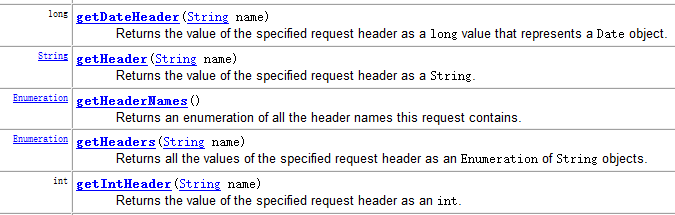 long getDateHeader(String name)
Returns the value of the specified request header as a long value that represents a Date object.
String getHeader(String name)
Returns the value of the specified request header as a String.
Enumeration getHeaderNames()
Returns an enumeration of all the header names this request contains.
Enumeration getHeaders(String name)
Returns all the values of the specified request header as an Enumeration of String objects.
int getIntHeader(String name)
Returns the value of the specified request header as an int.